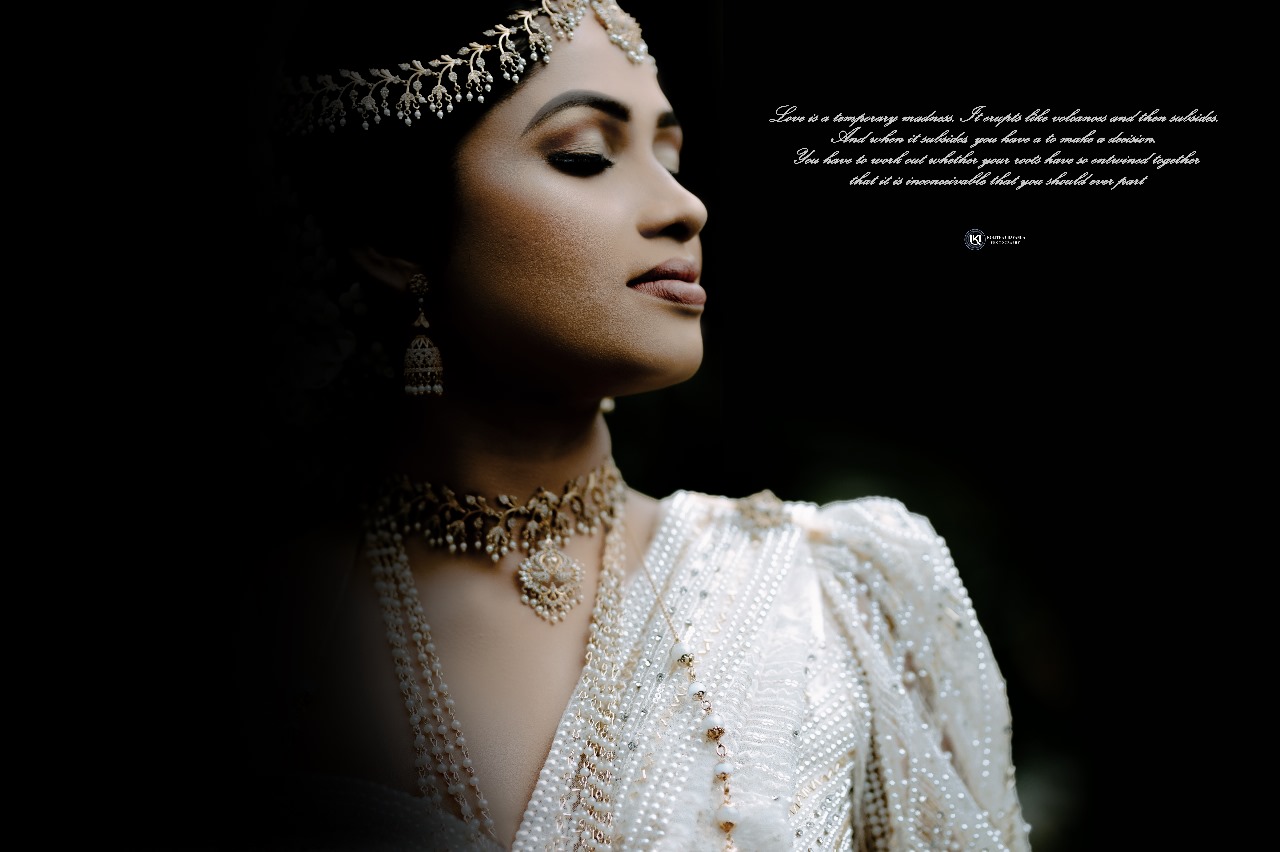 Love is a temporary madness. It erupts like volcanoes and then subsides.
And when it subsides, you have a to make a decision.
You have to work out whether your roots have so entwined together
that it is inconceivable that you should ever part
PHOTOGRAPHY